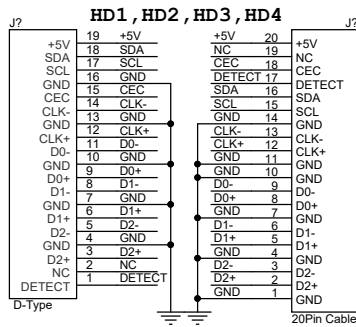 HD1,HD2,HD3,HD4
J?
+5V 19 +5V
SDA 18 SDA
SCL 17 SCL
GND 16 GND
CEC 15 CEC
CLK- 14 CLK-
GND 13 GND
CLK+ 12 CLK+
D0- 11 D0-
GND 10 GND
D0+ 9 D0+
D1- 8 D1-
GND 7 GND
D1+ 6 D1+
D2- 5 D2-
GND 4 GND
D2+ 3 D2+
NC 2 NC
DETECT 1 DETECT
D-Type
J?
+5V 20 +5V
NC 19 NC
CEC 18 CEC
DETECT 17 DETECT
SDA 16 SDA
SCL 15 SCL
GND 14 GND
CLK- 13 CLK-
CLK+ 12 CLK+
GND 11 GND
GND 10 GND
D0- 9 D0-
D0+ 8 D0+
GND 7 GND
D1- 6 D1-
D1+ 5 D1+
GND 4 GND
D2- 3 D2-
D2+ 2 D2+
GND 1 GND
20Pin Cable